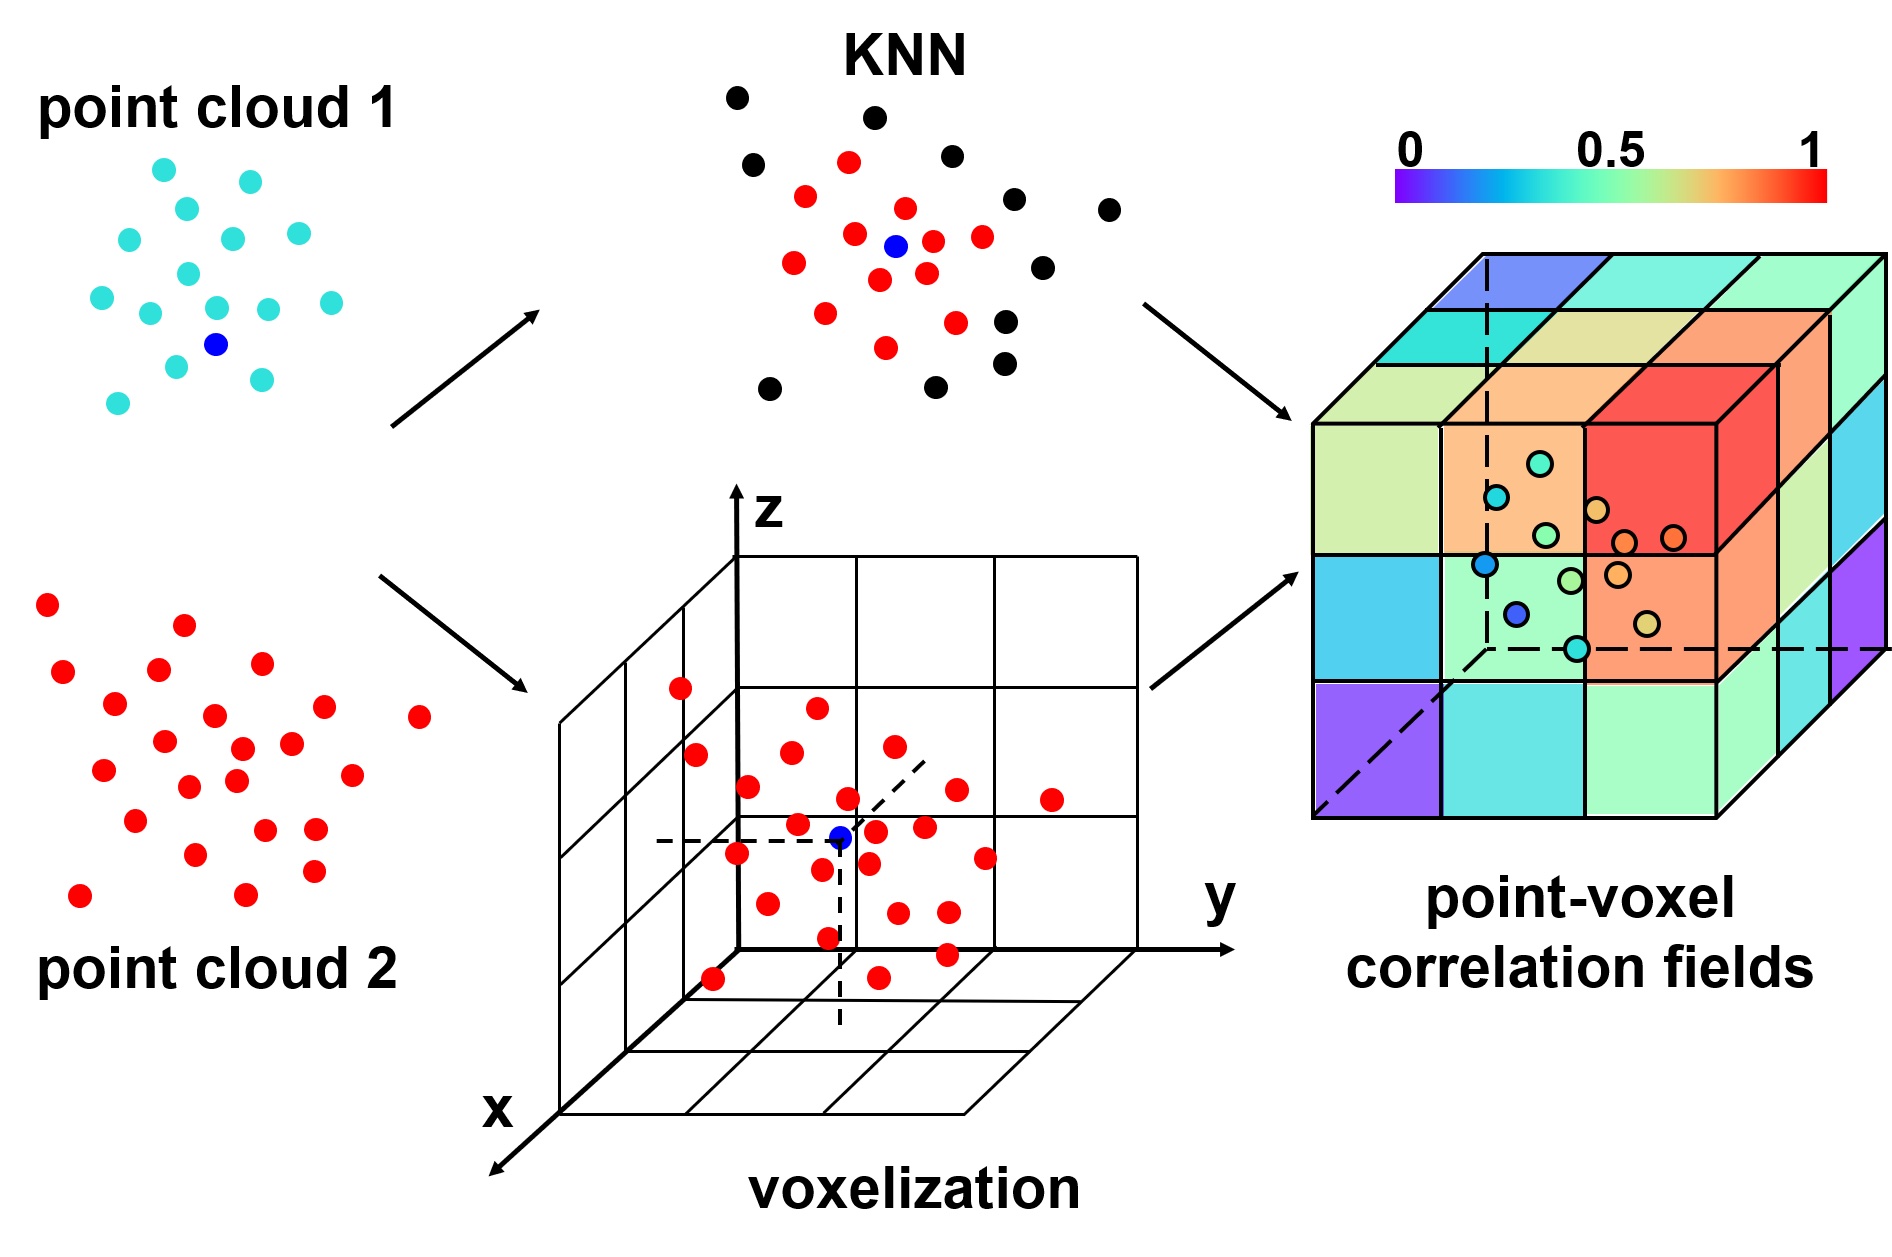 KNN
point cloud 1
0 0.5 1
z
y
point-voxel
correlation fields
point cloud 2
x
voxelization